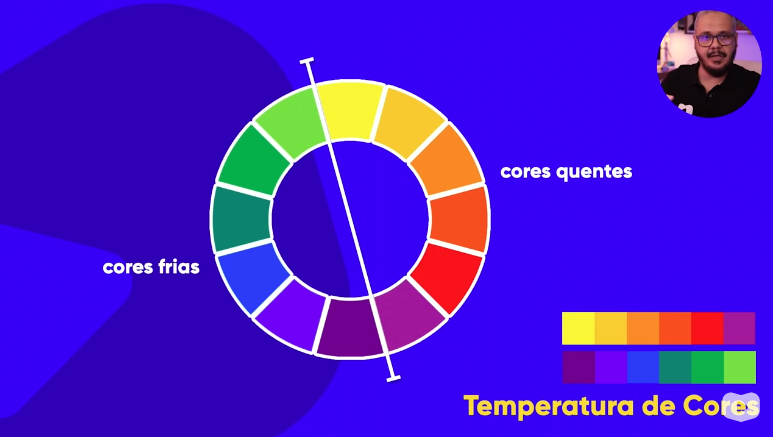 cores quentes
cores frias
Temperatura de Cores